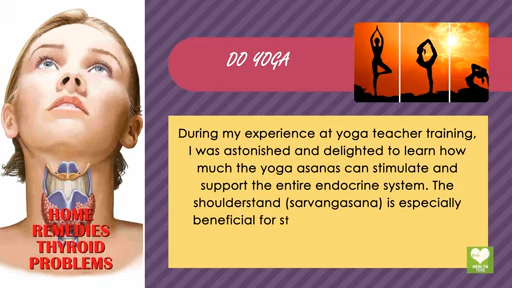 DO YOGA
During my experience at yoga teacher training,
I was astonished and delighted to learn how
much the yoga asanas can stimulate and
support the entire endocrine system. The
shoulderstand (sarvangasana) is especially
beneficial for st
HOME
REMEDIES
THYROID
PROBLEMS